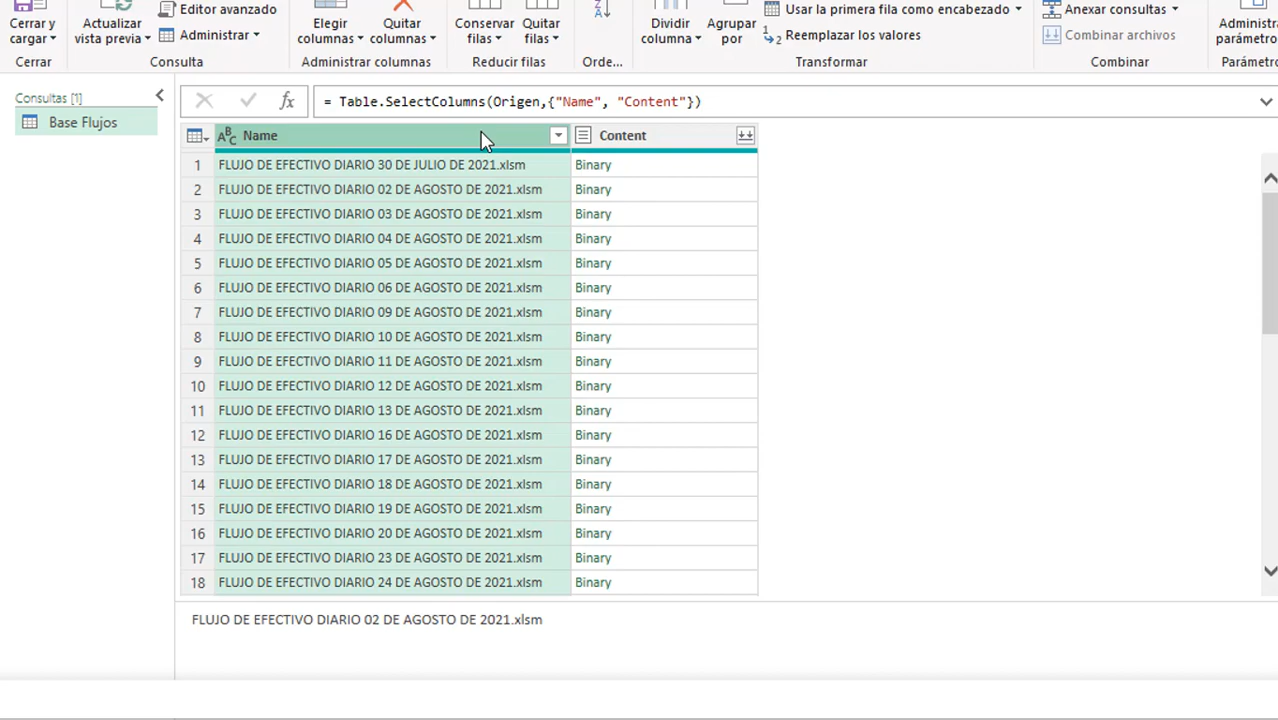 Editor avanzado
Usar la primera fila como encabezado
Anexar consultas
Cerrar y
cargar
Actualizar
vista previa
Administrar
Elegir
columnas
Quitar
columnas
Conservar
filas
Quitar
filas
Dividir
columna
Agrupar
por
Reemplazar los valores
Combinar archivos
Administra
parámetro
Cerrar
Consulta
Administrar columnas
Reducir filas
Orde...
Transformar
Combinar
Parámetro
Consultas [1]
Base Flujos
fx
= Table.SelectColumns(Origen,{"Name", "Content"})
ABC Name Content
1 FLUJO DE EFECTIVO DIARIO 30 DE JULIO DE 2021.xlsm Binary
2 FLUJO DE EFECTIVO DIARIO 02 DE AGOSTO DE 2021.xlsm Binary
3 FLUJO DE EFECTIVO DIARIO 03 DE AGOSTO DE 2021.xlsm Binary
4 FLUJO DE EFECTIVO DIARIO 04 DE AGOSTO DE 2021.xlsm Binary
5 FLUJO DE EFECTIVO DIARIO 05 DE AGOSTO DE 2021.xlsm Binary
6 FLUJO DE EFECTIVO DIARIO 06 DE AGOSTO DE 2021.xlsm Binary
7 FLUJO DE EFECTIVO DIARIO 09 DE AGOSTO DE 2021.xlsm Binary
8 FLUJO DE EFECTIVO DIARIO 10 DE AGOSTO DE 2021.xlsm Binary
9 FLUJO DE EFECTIVO DIARIO 11 DE AGOSTO DE 2021.xlsm Binary
10 FLUJO DE EFECTIVO DIARIO 12 DE AGOSTO DE 2021.xlsm Binary
11 FLUJO DE EFECTIVO DIARIO 13 DE AGOSTO DE 2021.xlsm Binary
12 FLUJO DE EFECTIVO DIARIO 16 DE AGOSTO DE 2021.xlsm Binary
13 FLUJO DE EFECTIVO DIARIO 17 DE AGOSTO DE 2021.xlsm Binary
14 FLUJO DE EFECTIVO DIARIO 18 DE AGOSTO DE 2021.xlsm Binary
15 FLUJO DE EFECTIVO DIARIO 19 DE AGOSTO DE 2021.xlsm Binary
16 FLUJO DE EFECTIVO DIARIO 20 DE AGOSTO DE 2021.xlsm Binary
17 FLUJO DE EFECTIVO DIARIO 23 DE AGOSTO DE 2021.xlsm Binary
18 FLUJO DE EFECTIVO DIARIO 24 DE AGOSTO DE 2021.xlsm Binary
FLUJO DE EFECTIVO DIARIO 02 DE AGOSTO DE 2021.xlsm